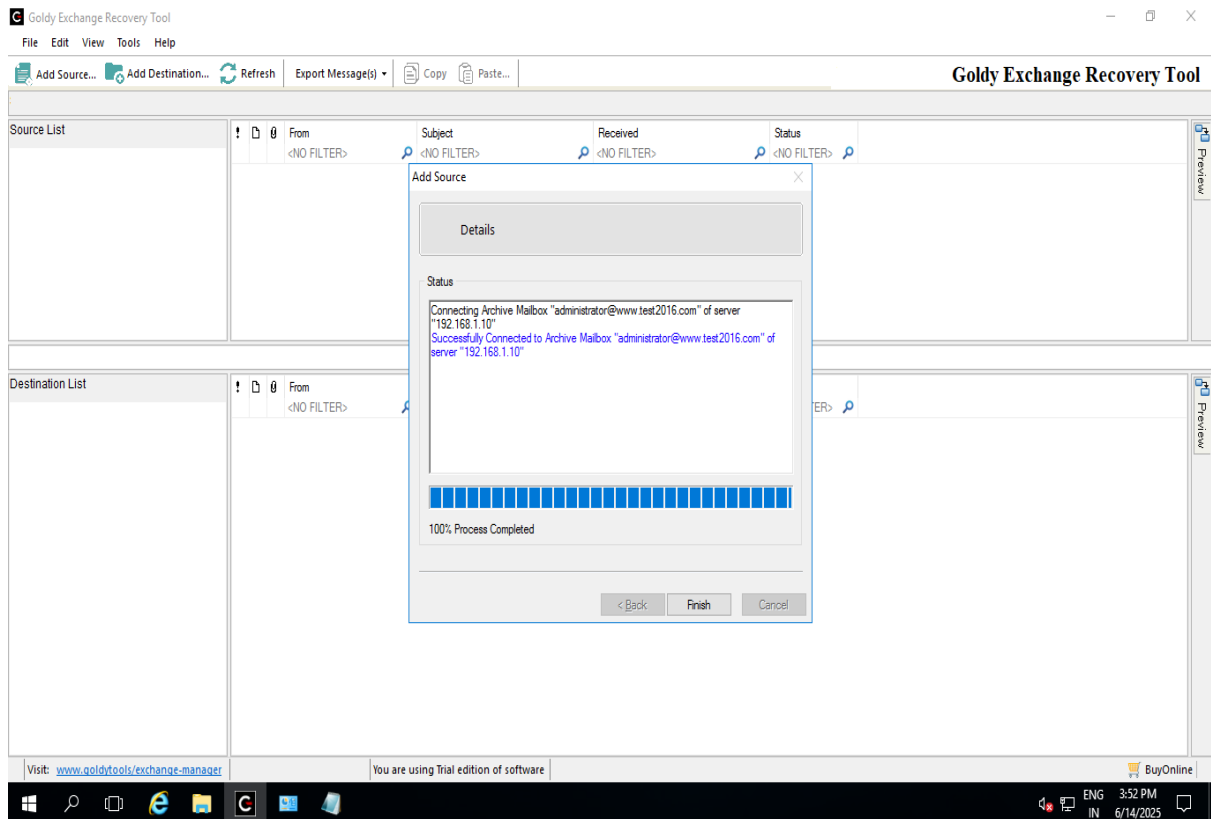 Goldy Exchange Recovery Tool
File Edit View Tools Help
Add Source... Add Destination... Refresh Export Message(s) Copy Paste...
Goldy Exchange Recovery Tool
Source List
! From Subject Received Status
<NO FILTER> <NO FILTER> <NO FILTER> <NO FILTER>
Preview
Add Source
Details
Status
Connecting Archive Mailbox "administrator@www.test2016.com" of server
"192.168.1.10"
Successfully Connected to Archive Mailbox "administrator@www.test2016.com" of
server "192.168.1.10"
100% Process Completed
< Back Finish Cancel
Destination List
! From
<NO FILTER> ER>
Preview
Visit: www.goldytools/exchange-manager You are using Trial edition of software BuyOnline
ENG 3:52 PM
IN 6/14/2025